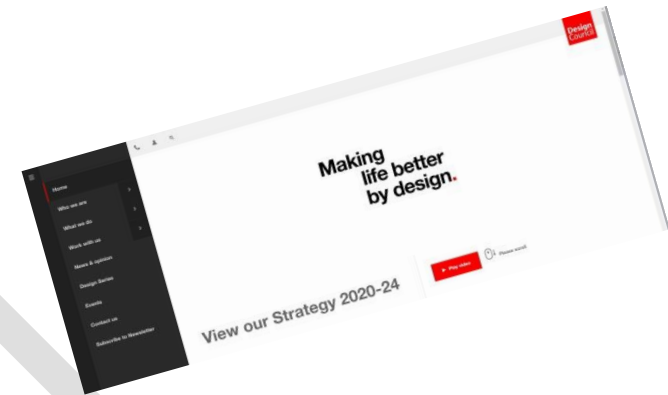 Design
Council
Home
Who we are
What we do
Work with us
News & opinion
Design Series
Events
Contact us
Subscribe to Newsletter
Making
life better
by design.
View our Strategy 2020-24
Play video
Please scroll